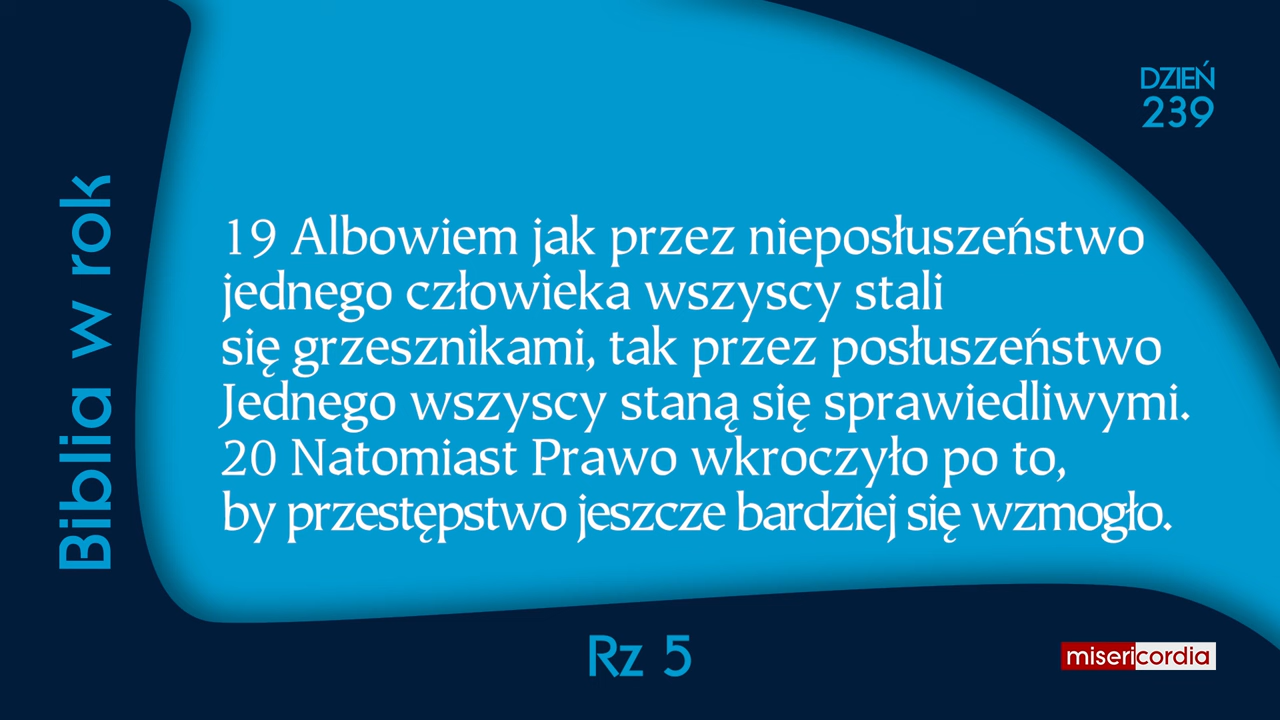 DZIEŃ
239
Biblia w rok
19 Albowiem jak przez nieposłuszeństwo
jednego człowieka wszyscy stali
się grzesznikami, tak przez posłuszeństwo
Jednego wszyscy staną się sprawiedliwymi.
20 Natomiast Prawo wkroczyło po to,
by przestępstwo jeszcze bardziej się wzmogło.
Rz 5
misericordia